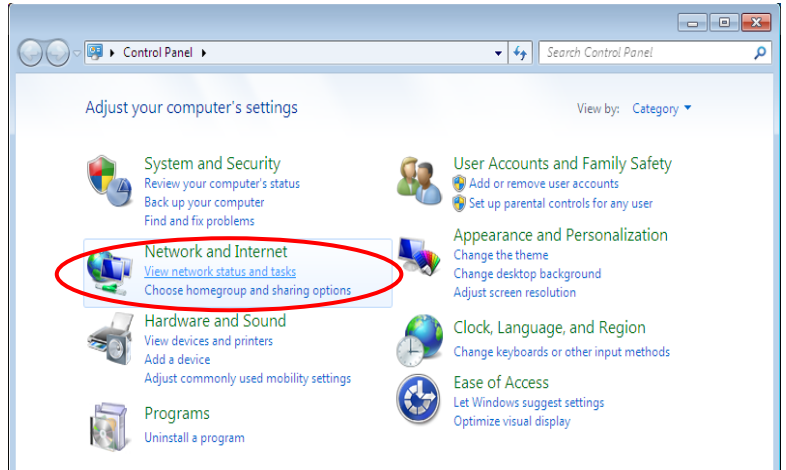 Control Panel
Search Control Panel
Adjust your computer's settings
View by: Category
System and Security
Review your computer's status
Back up your computer
Find and fix problems
Network and Internet
View network status and tasks
Choose homegroup and sharing options
Hardware and Sound
View devices and printers
Add a device
Adjust commonly used mobility settings
Programs
Uninstall a program
User Accounts and Family Safety
Add or remove user accounts
Set up parental controls for any user
Appearance and Personalization
Change the theme
Change desktop background
Adjust screen resolution
Clock, Language, and Region
Change keyboards or other input methods
Ease of Access
Let Windows suggest settings
Optimize visual display